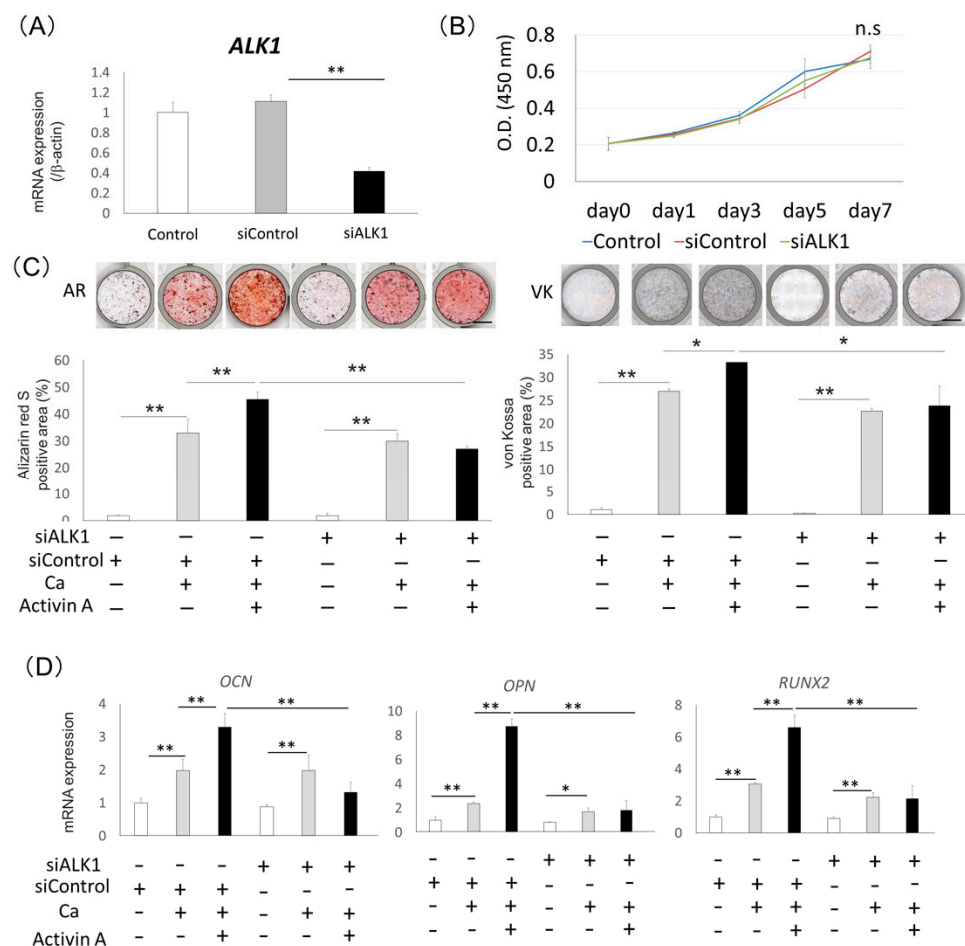 (A)
ALK1
**
mRNA expression
(/β-actin)
1.4
1.2
1
0.8
0.6
0.4
0.2
0
Control siControl siALK1
(B)
n.s
O.D. (450 nm)
0.8
0.6
0.4
0.2
day0 day1 day3 day5 day7
Control siControl siALK1
(C)
AR
Alizarin red S
positive area (%)
60
50
40
30
20
10
0
** ** **
** **
siALK1 – – – + + +
siControl + + + – – –
Ca – + + – + +
Activin A – – + – – +
VK
von Kossa
positive area (%)
35
30
25
20
15
10
5
0
* *
** **
– – – + + +
+ + + – – –
– + + – + +
– – + – – +
(D)
OCN
mRNA expression
4
3
2
1
0
** **
** **
siALK1 - - - + + +
siControl + + + - - -
Ca - + + - + +
Activin A - - + - - +
OPN
10
8
6
4
2
0
** **
** *
- - - + + +
+ + + - - -
- + + - + +
- - + - - +
RUNX2
8
6
4
2
0
** **
** **
- - - + + +
+ + + - - -
- + + - + +
- - + - - +